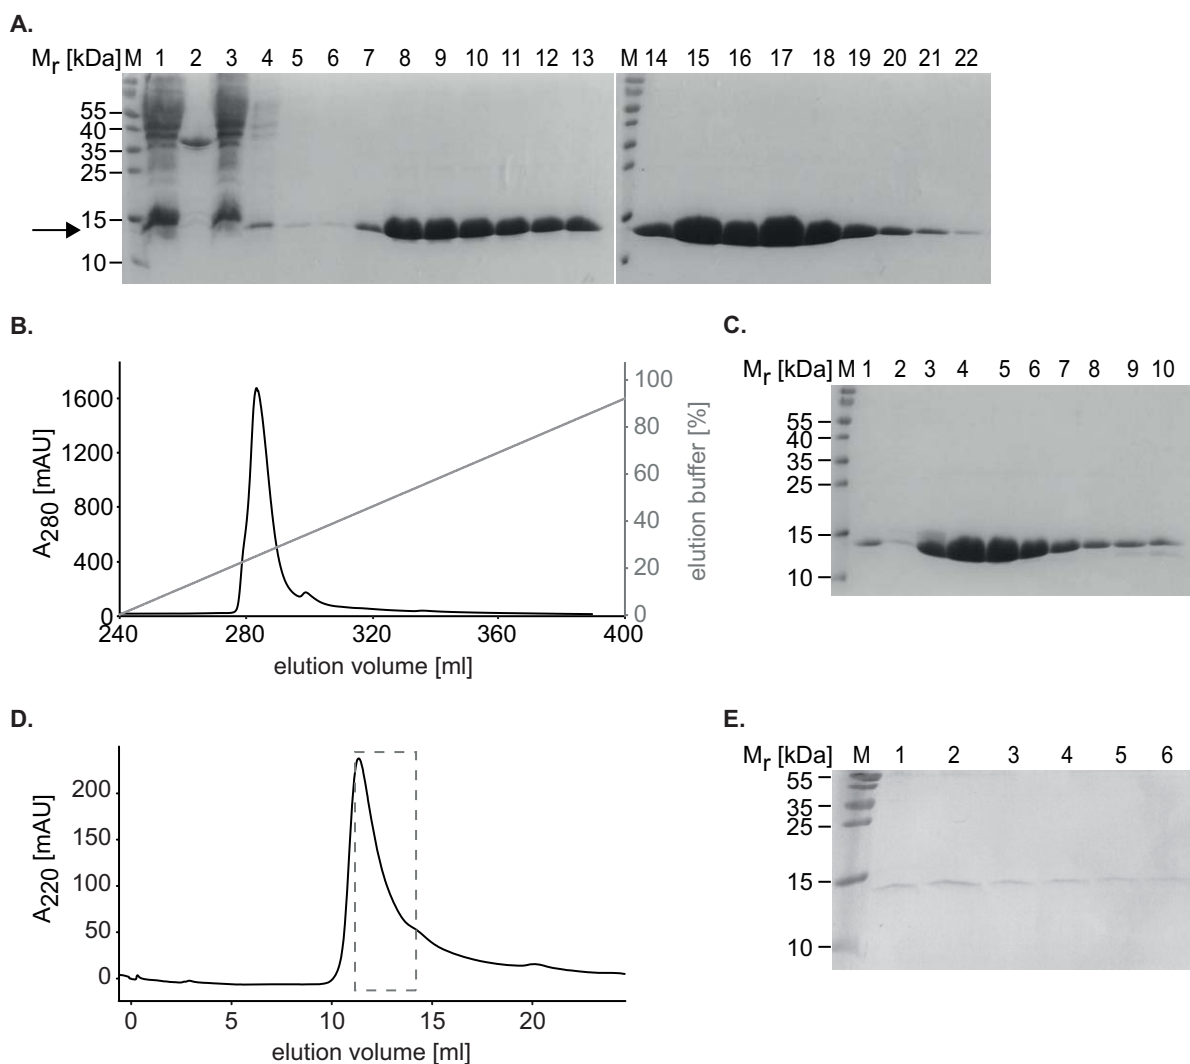 A.
Mr [kDa] M 1 2 3 4 5 6 7 8 9 10 11 12 13 M 14 15 16 17 18 19 20 21 22
55
40
35
25
15
10
B.
1600
1200
800
400
0
A280 [mAU]
100
80
60
40
20
0
elution buffer [%]
240 280 320 360 400
elution volume [ml]
C.
Mr [kDa] M 1 2 3 4 5 6 7 8 9 10
55
40
35
25
15
10
D.
200
150
100
50
0
A220 [mAU]
0 5 10 15 20
elution volume [ml]
E.
Mr [kDa] M 1 2 3 4 5 6
55
35
25
15
10